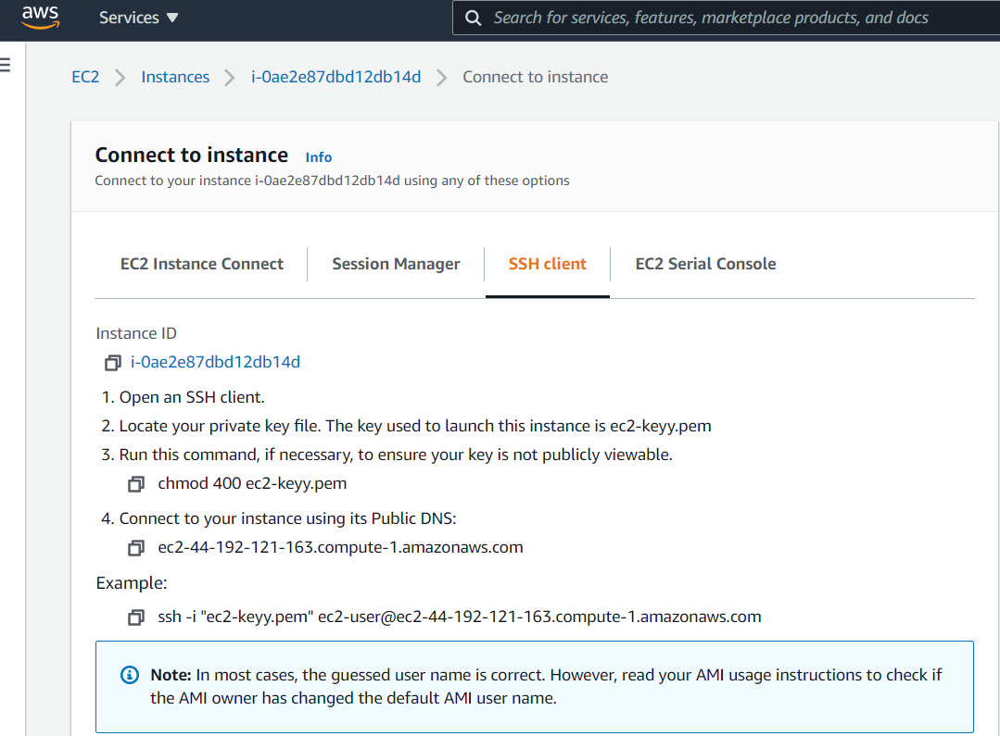 aws
Services ▼
Search for services, features, marketplace products, and docs
EC2 > Instances > i-0ae2e87dbd12db14d > Connect to instance
Connect to instance Info
Connect to your instance i-0ae2e87dbd12db14d using any of these options
EC2 Instance Connect
Session Manager
SSH client
EC2 Serial Console
Instance ID
i-0ae2e87dbd12db14d
1. Open an SSH client.
2. Locate your private key file. The key used to launch this instance is ec2-keyy.pem
3. Run this command, if necessary, to ensure your key is not publicly viewable.
chmod 400 ec2-keyy.pem
4. Connect to your instance using its Public DNS:
ec2-44-192-121-163.compute-1.amazonaws.com
Example:
ssh -i "ec2-keyy.pem" ec2-user@ec2-44-192-121-163.compute-1.amazonaws.com
Note: In most cases, the guessed user name is correct. However, read your AMI usage instructions to check if
the AMI owner has changed the default AMI user name.